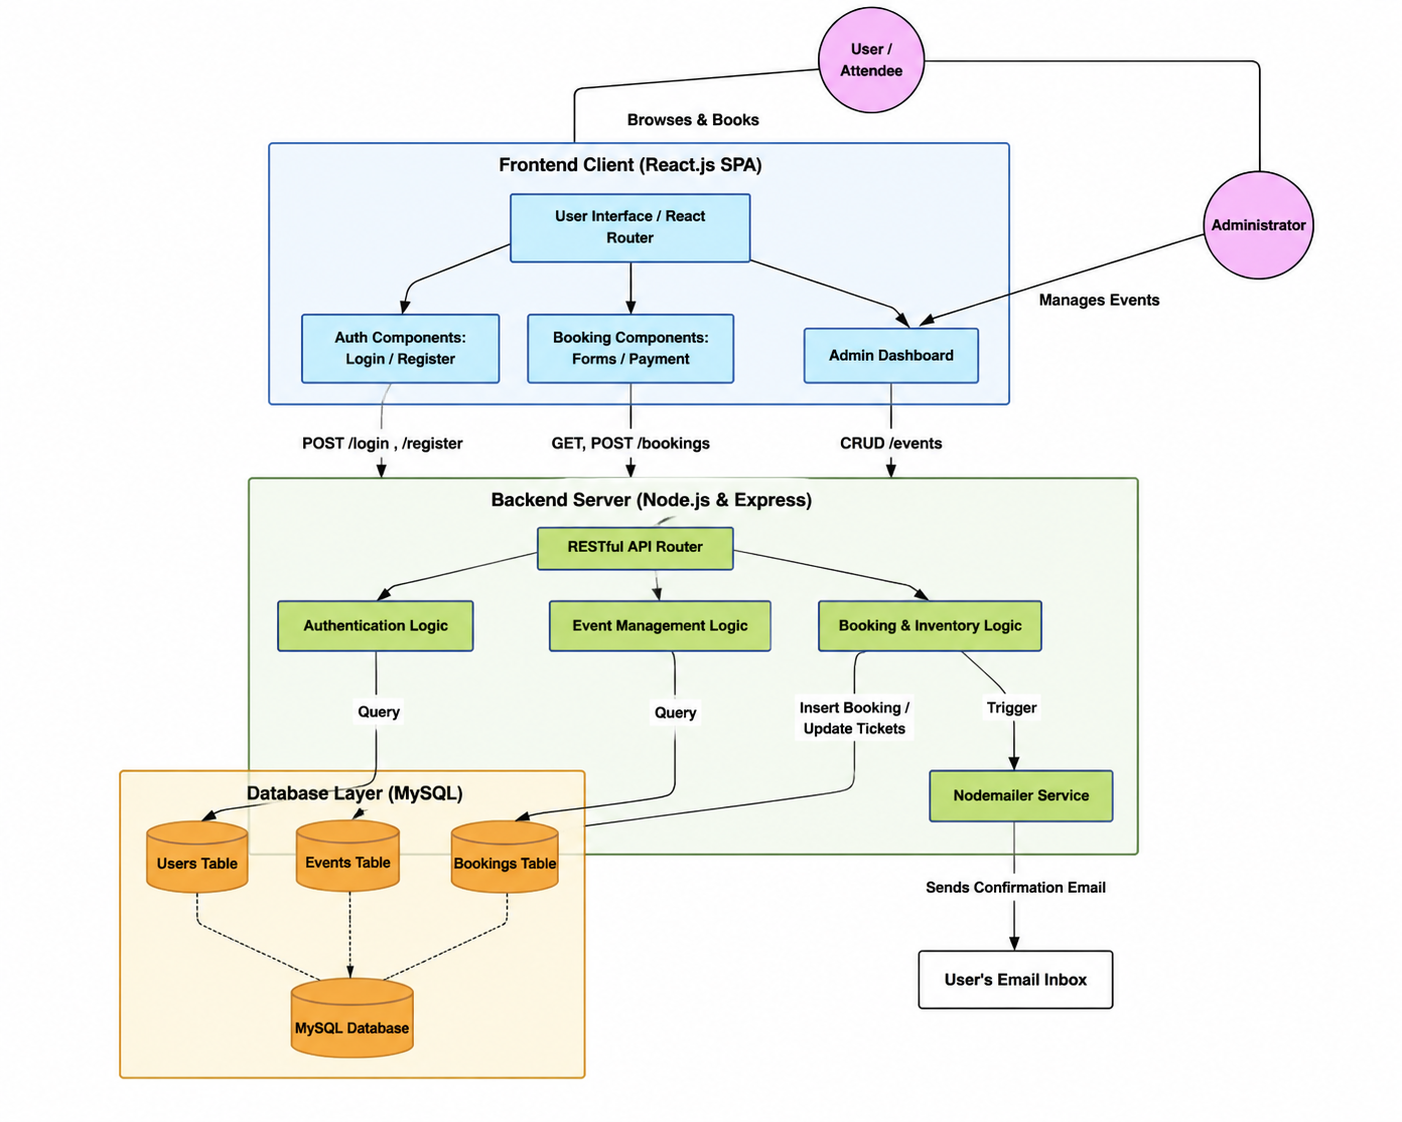 User /
Attendee
Browses & Books
Frontend Client (React.js SPA)
User Interface / React
Router
Administrator
Manages Events
Auth Components:
Login / Register
Booking Components:
Forms / Payment
Admin Dashboard
POST /login , /register
GET, POST /bookings
CRUD /events
Backend Server (Node.js & Express)
RESTful API Router
Authentication Logic
Event Management Logic
Booking & Inventory Logic
Query
Query
Insert Booking /
Update Tickets
Trigger
Database Layer (MySQL)
Nodemailer Service
Users Table
Events Table
Bookings Table
Sends Confirmation Email
User's Email Inbox
MySQL Database